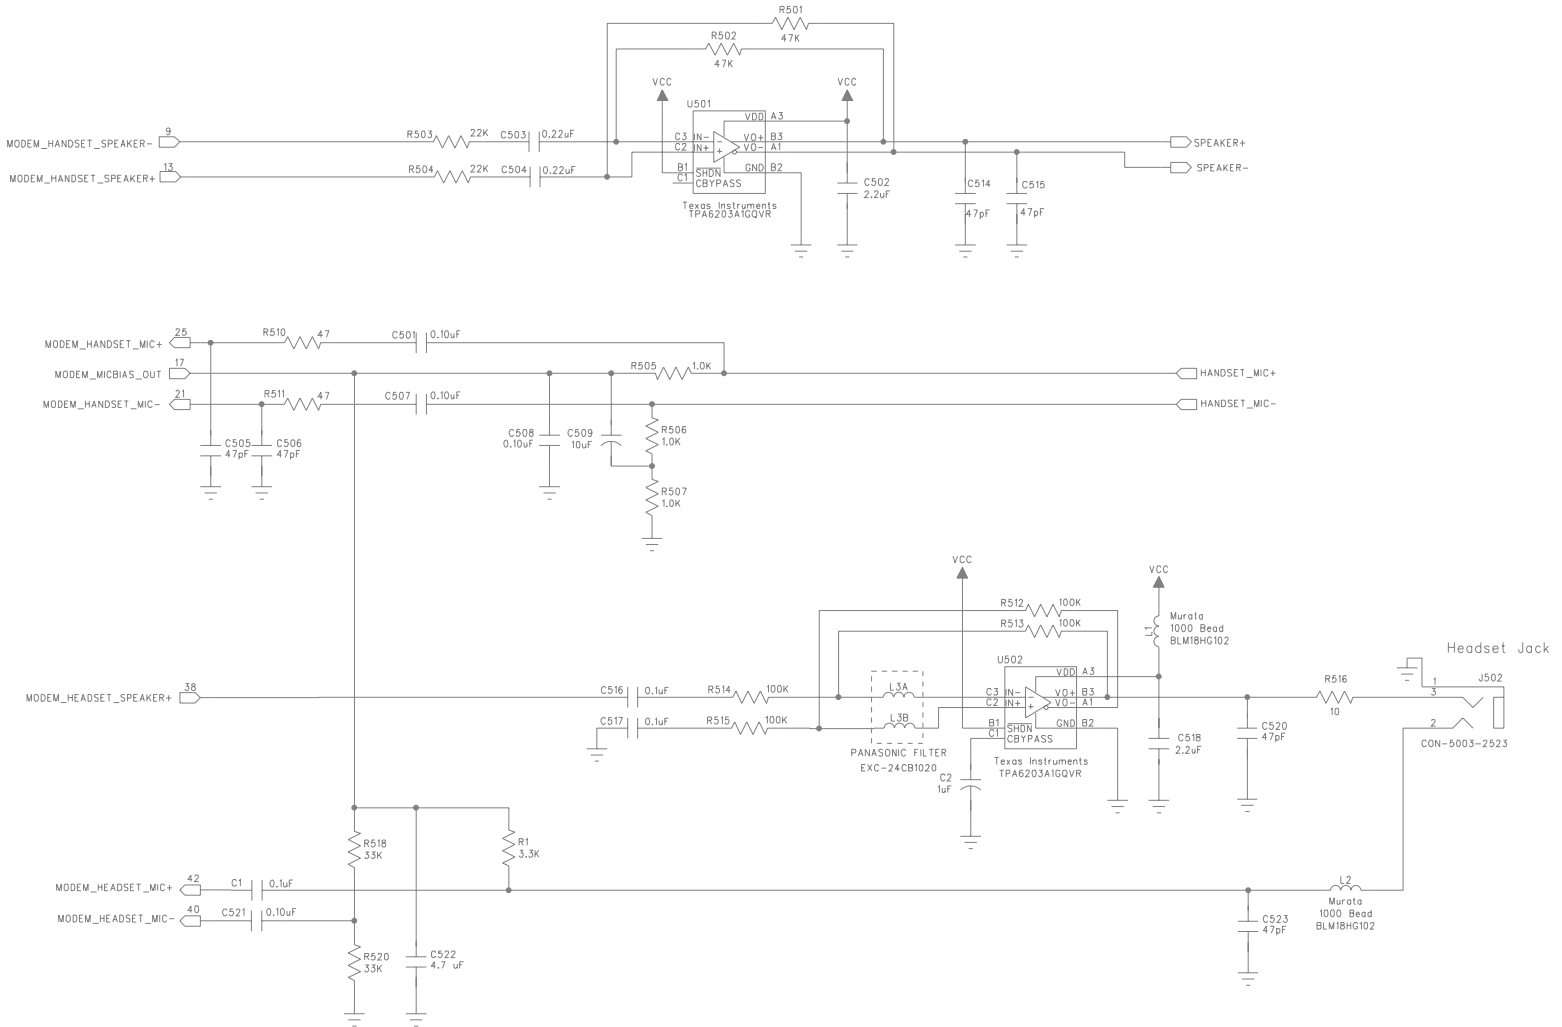 R501
47K
R502
47K
VCC
VCC
U501
VDD A3
9
MODEM_HANDSET_SPEAKER-
R503 22K
C503 0.22uF
C3 IN-
VO+ B3
SPEAKER+
C2 IN+
VO- A1
13
MODEM_HANDSET_SPEAKER+
R504 22K
C504 0.22uF
B1 SHDN
GND B2
SPEAKER-
C1 CBYPASS
C502
2.2uF
C514
47pF
C515
47pF
Texas Instruments
TPA6203A1GQVR
25
MODEM_HANDSET_MIC+
R510 47
C501 0.10uF
17
MODEM_MICBIAS_OUT
R505 1.0K
HANDSET_MIC+
21
MODEM_HANDSET_MIC-
R511 47
C507 0.10uF
HANDSET_MIC-
C505
47pF
C506
47pF
C508
0.10uF
C509
10uF
R506
1.0K
R507
1.0K
VCC
VCC
R512 100K
R513 100K
L1
Murata
1000 Bead
BLM18HG102
Headset Jack
U502
VDD A3
J502
38
MODEM_HEADSET_SPEAKER+
C516 0.1uF
R514 100K
L3A
C3 IN-
VO+ B3
C2 IN+
VO- A1
R516
10
1
3
2
C517 0.1uF
R515 100K
L3B
B1 SHDN
GND B2
C1 CBYPASS
PANASONIC FILTER
EXC-24CB1020
C2
1uF
Texas Instruments
TPA6203A1GQVR
C518
2.2uF
C520
47pF
CON-5003-2523
R518
33K
R1
3.3K
42
MODEM_HEADSET_MIC+
C1 0.1uF
L2
Murata
1000 Bead
BLM18HG102
40
MODEM_HEADSET_MIC-
C521 0.10uF
C523
47pF
R520
33K
C522
4.7 uF